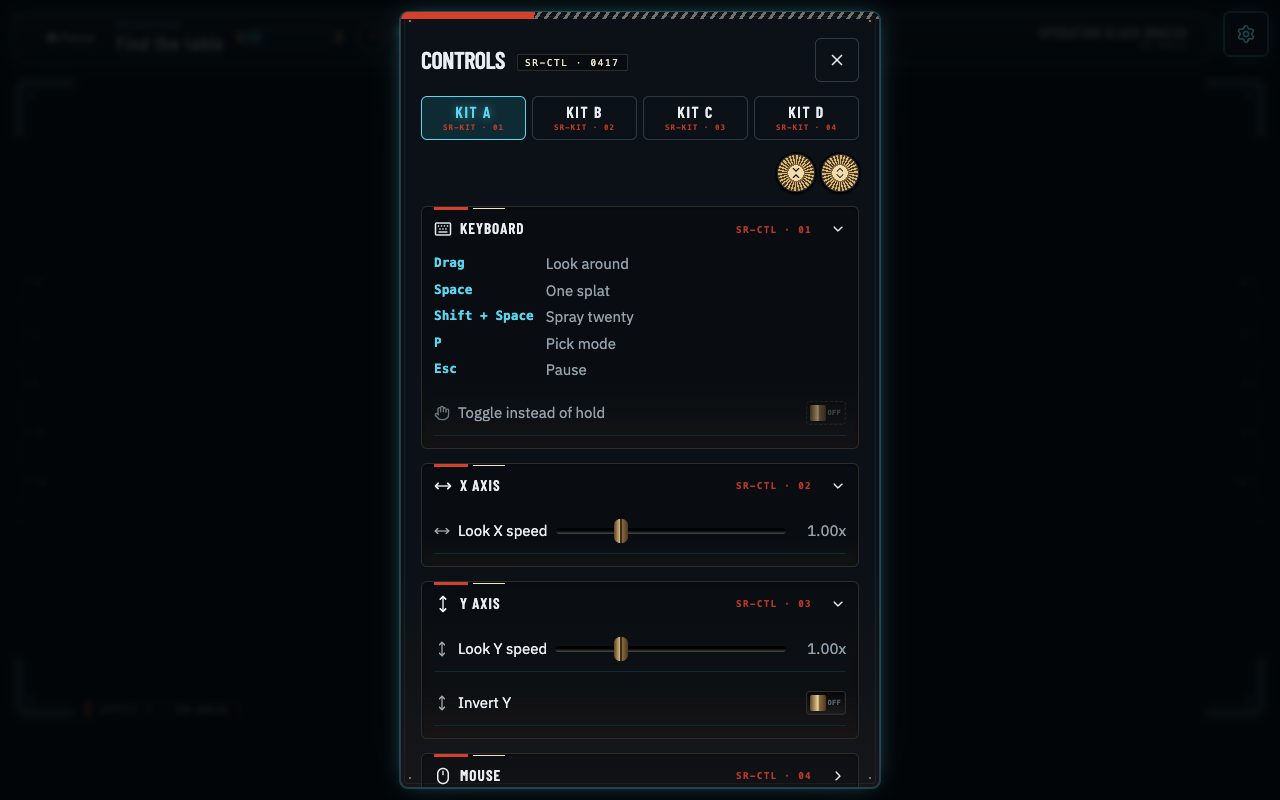 CONTROLS SR-CTL · 0417
KIT A KIT B KIT C KIT D
SR-KIT · 01 SR-KIT · 02 SR-KIT · 03 SR-KIT · 04
KEYBOARD SR-CTL · 01
Drag Look around
Space One splat
Shift + Space Spray twenty
P Pick mode
Esc Pause
Toggle instead of hold OFF
X AXIS SR-CTL · 02
Look X speed 1.00x
Y AXIS SR-CTL · 03
Look Y speed 1.00x
Invert Y OFF
MOUSE SR-CTL · 04